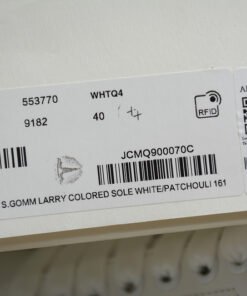 553770 WHTQ4
9182 40
RFID
JCMQ900070C
S.GOMM LARRY COLORED SOLE WHITE/PATCHOULI 161